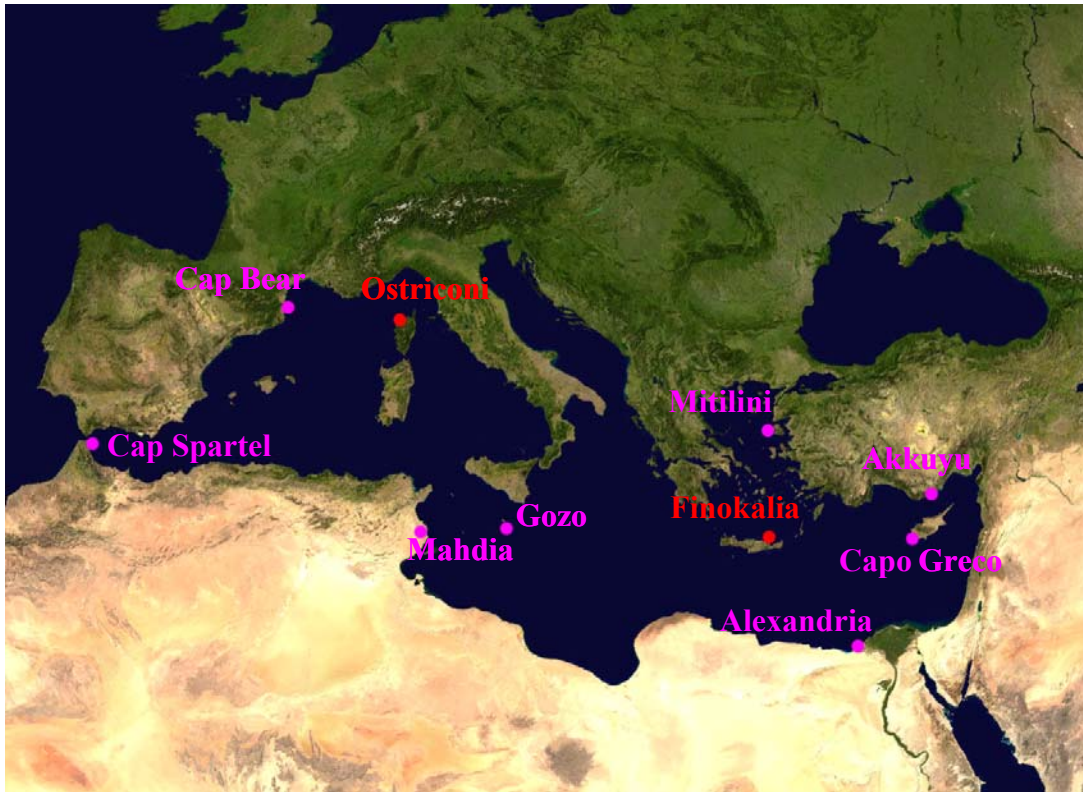 Cap Bear
Ostriconi
Mitilini
Cap Spartel
Akkuyu
Finokalia
Gozo
Mahdia
Capo Greco
Alexandria